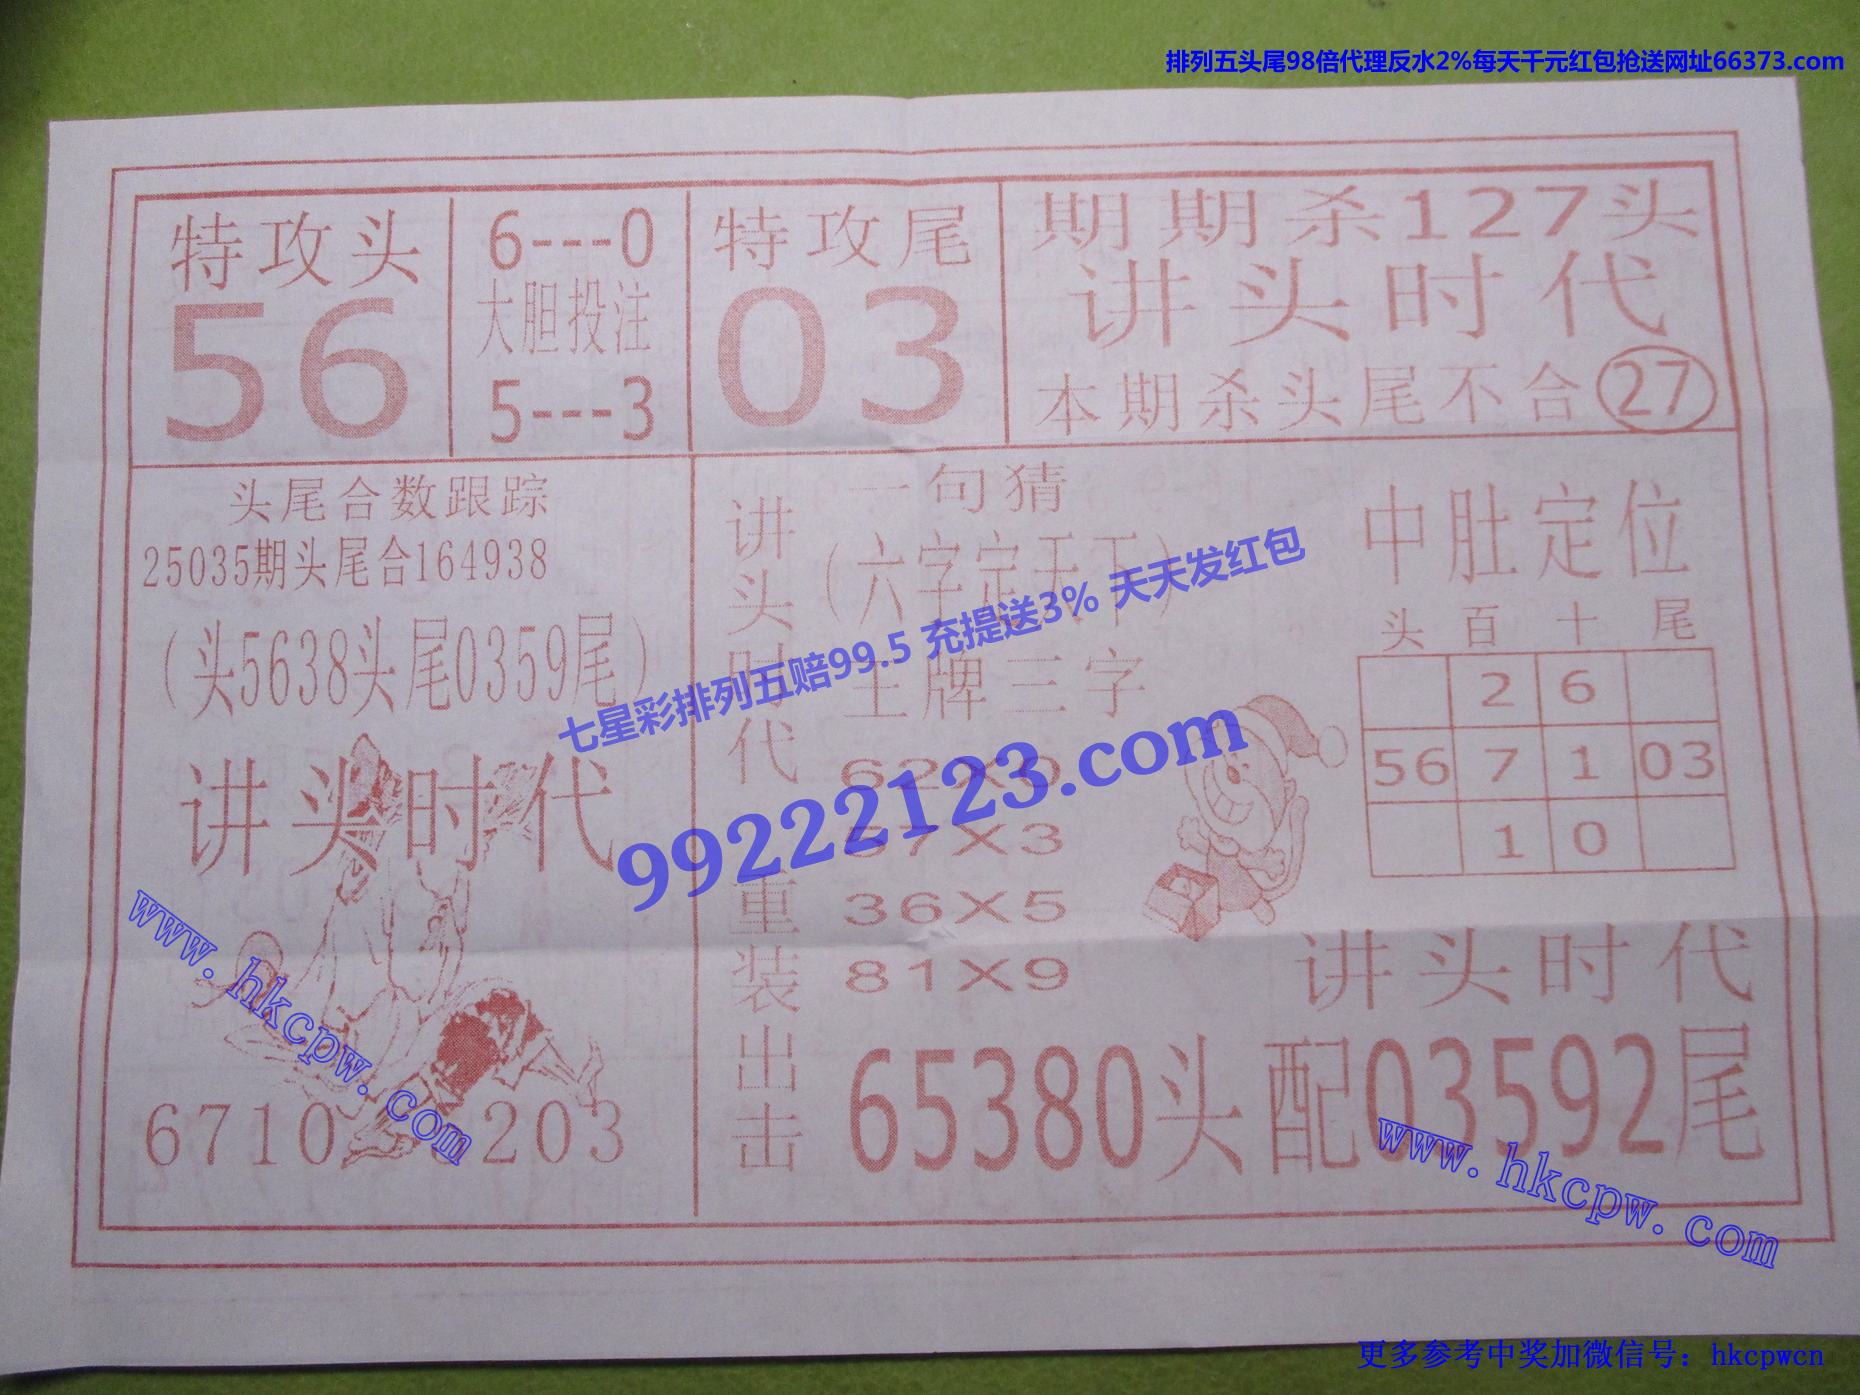 排列五头尾98倍代理反水2%每天千元红包抢送网址66373.com
特攻头
56
6---0
大胆投注
5---3
特攻尾
03
期期杀127头
讲头时代
本期杀头尾不合27
头尾合数跟踪
25035期头尾合164938
(头5638头尾0359尾)
讲头时代
6710
203
讲头时代
重装出击
一句猜
(六字定天下)
王牌三字
62X0
57X3
36X5
81X9
中肚定位
头 百 十 尾
2 6
56 7 1 03
1 0
讲头时代
65380头配03592尾
七星彩排列五赔99.5 充提送3% 天天发红包
99222123.com
www.hkcpw.com
www.hkcpw.com
更多参考中奖加微信号：hkcpwcn